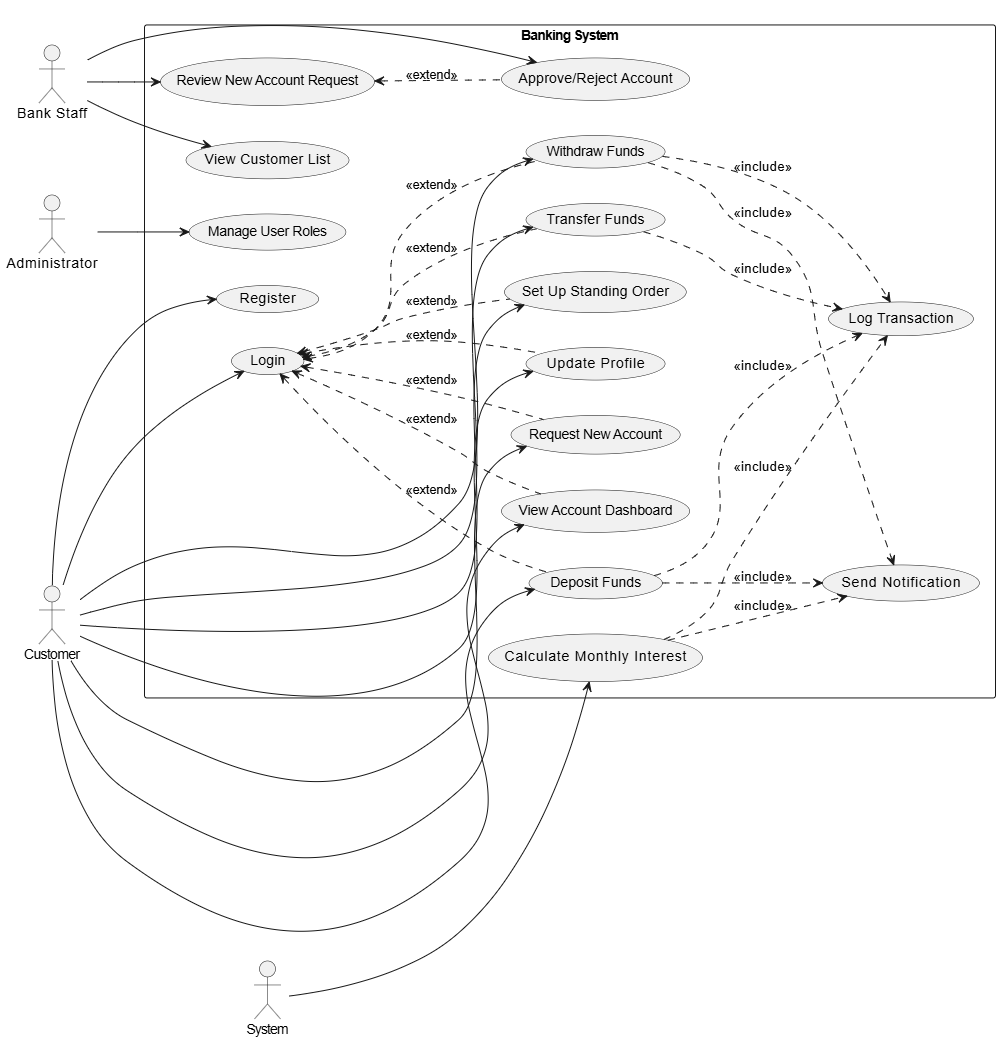 Banking System
Bank Staff
Review New Account Request
«extend»
Approve/Reject Account
View Customer List
Withdraw Funds
«include»
«extend»
Administrator
Manage User Roles
Transfer Funds
«include»
«extend»
Register
Set Up Standing Order
«include»
«extend»
Log Transaction
Login
«extend»
Update Profile
«extend»
Request New Account
«include»
«extend»
View Account Dashboard
«include»
«extend»
Deposit Funds
«include»
Send Notification
«include»
Customer
Calculate Monthly Interest
System